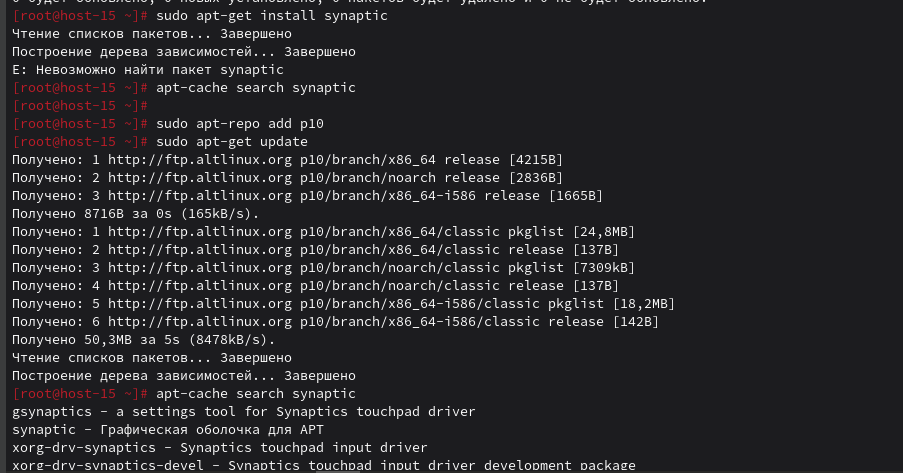 [root@host-15 ~]# sudo apt-get install synaptic
Чтение списков пакетов... Завершено
Построение дерева зависимостей... Завершено
E: Невозможно найти пакет synaptic
[root@host-15 ~]# apt-cache search synaptic
[root@host-15 ~]#
[root@host-15 ~]# sudo apt-repo add p10
[root@host-15 ~]# sudo apt-get update
Получено: 1 http://ftp.altlinux.org p10/branch/x86_64 release [4215B]
Получено: 2 http://ftp.altlinux.org p10/branch/noarch release [2836B]
Получено: 3 http://ftp.altlinux.org p10/branch/x86_64-i586 release [1665B]
Получено 8716B за 0s (165kB/s).
Получено: 1 http://ftp.altlinux.org p10/branch/x86_64/classic pkglist [24,8MB]
Получено: 2 http://ftp.altlinux.org p10/branch/x86_64/classic release [137B]
Получено: 3 http://ftp.altlinux.org p10/branch/noarch/classic pkglist [7309kB]
Получено: 4 http://ftp.altlinux.org p10/branch/noarch/classic release [137B]
Получено: 5 http://ftp.altlinux.org p10/branch/x86_64-i586/classic pkglist [18,2MB]
Получено: 6 http://ftp.altlinux.org p10/branch/x86_64-i586/classic release [142B]
Получено 50,3MB за 5s (8478kB/s).
Чтение списков пакетов... Завершено
Построение дерева зависимостей... Завершено
[root@host-15 ~]# apt-cache search synaptic
gsynaptics - a settings tool for Synaptics touchpad driver
synaptic - Графическая оболочка для APT
xorg-drv-synaptics - Synaptics touchpad input driver
xorg-drv-synaptics-devel - Synaptics touchpad input driver development package